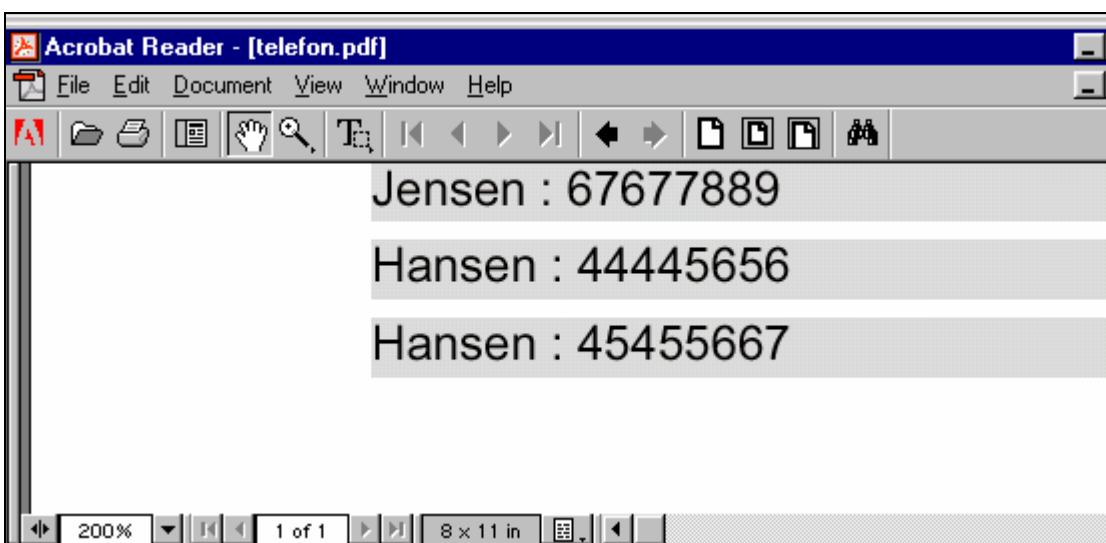 Acrobat Reader - [telefon.pdf]
File Edit Document View Window Help
Jensen : 67677889
Hansen : 44445656
Hansen : 45455667
200% 1 of 1 8 x 11 in